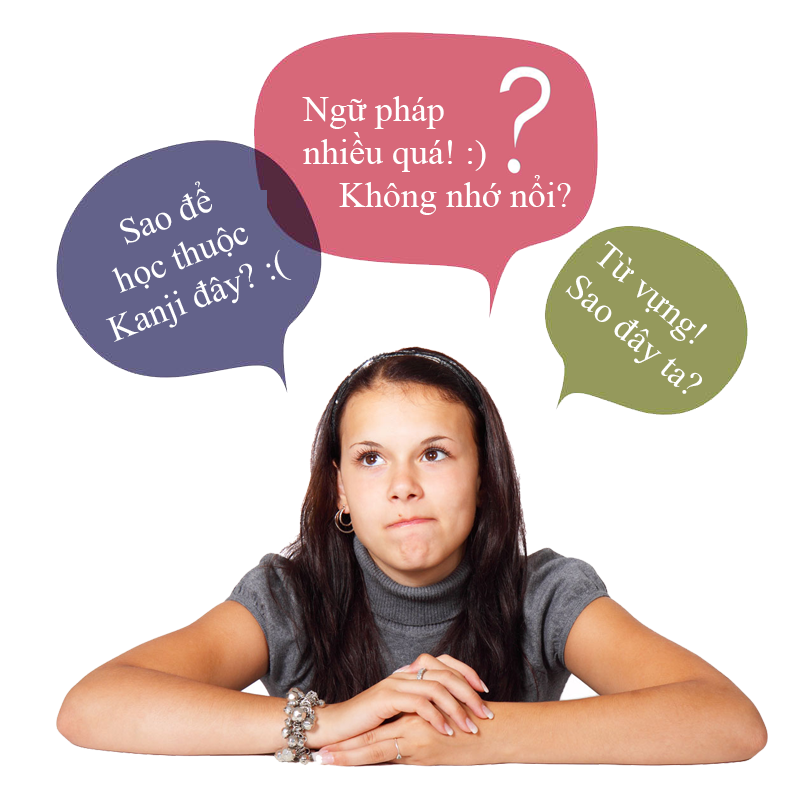 Sao để
học thuộc
Kanji đây? :(
Ngữ pháp
nhiều quá! :)
Không nhớ nổi?
?
Từ vựng!
Sao đây ta?